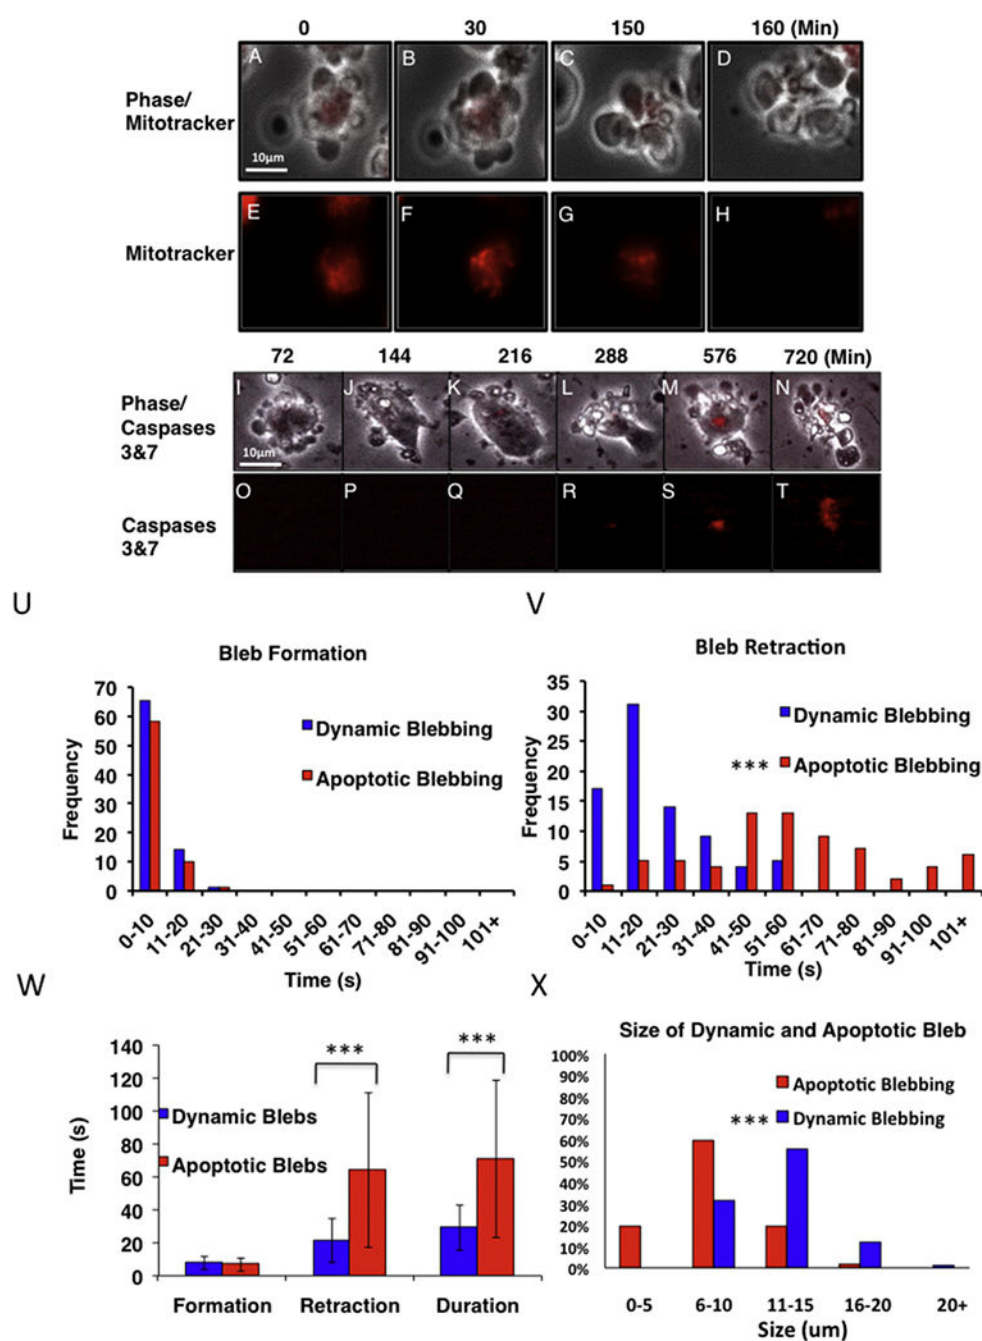 0 30 150 160 (Min)
A B C D
Phase/
Mitotracker
10µm
E F G H
Mitotracker
72 144 216 288 576 720 (Min)
I J K L M N
Phase/
Caspases
3&7
10µm
O P Q R S T
Caspases
3&7
U
Bleb Formation
70
60
50
40
30
20
10
0
Frequency
Dynamic Blebbing
Apoptotic Blebbing
0-10 11-20 21-30 31-40 41-50 51-60 61-70 71-80 81-90 91-100 101+
Time (s)
V
Bleb Retraction
35
30
25
20
15
10
5
0
Frequency
Dynamic Blebbing
*** Apoptotic Blebbing
0-10 11-20 21-30 31-40 41-50 51-60 61-70 71-80 81-90 91-100 101+
Time (s)
W
140
120
100
80
60
40
20
0
Time (s)
*** ***
Dynamic Blebs
Apoptotic Blebs
Formation Retraction Duration
X
Size of Dynamic and Apoptotic Bleb
100%
90%
80%
70%
60%
50%
40%
30%
20%
10%
0%
Apoptotic Blebbing
*** Dynamic Blebbing
0-5 6-10 11-15 16-20 20+
Size (um)